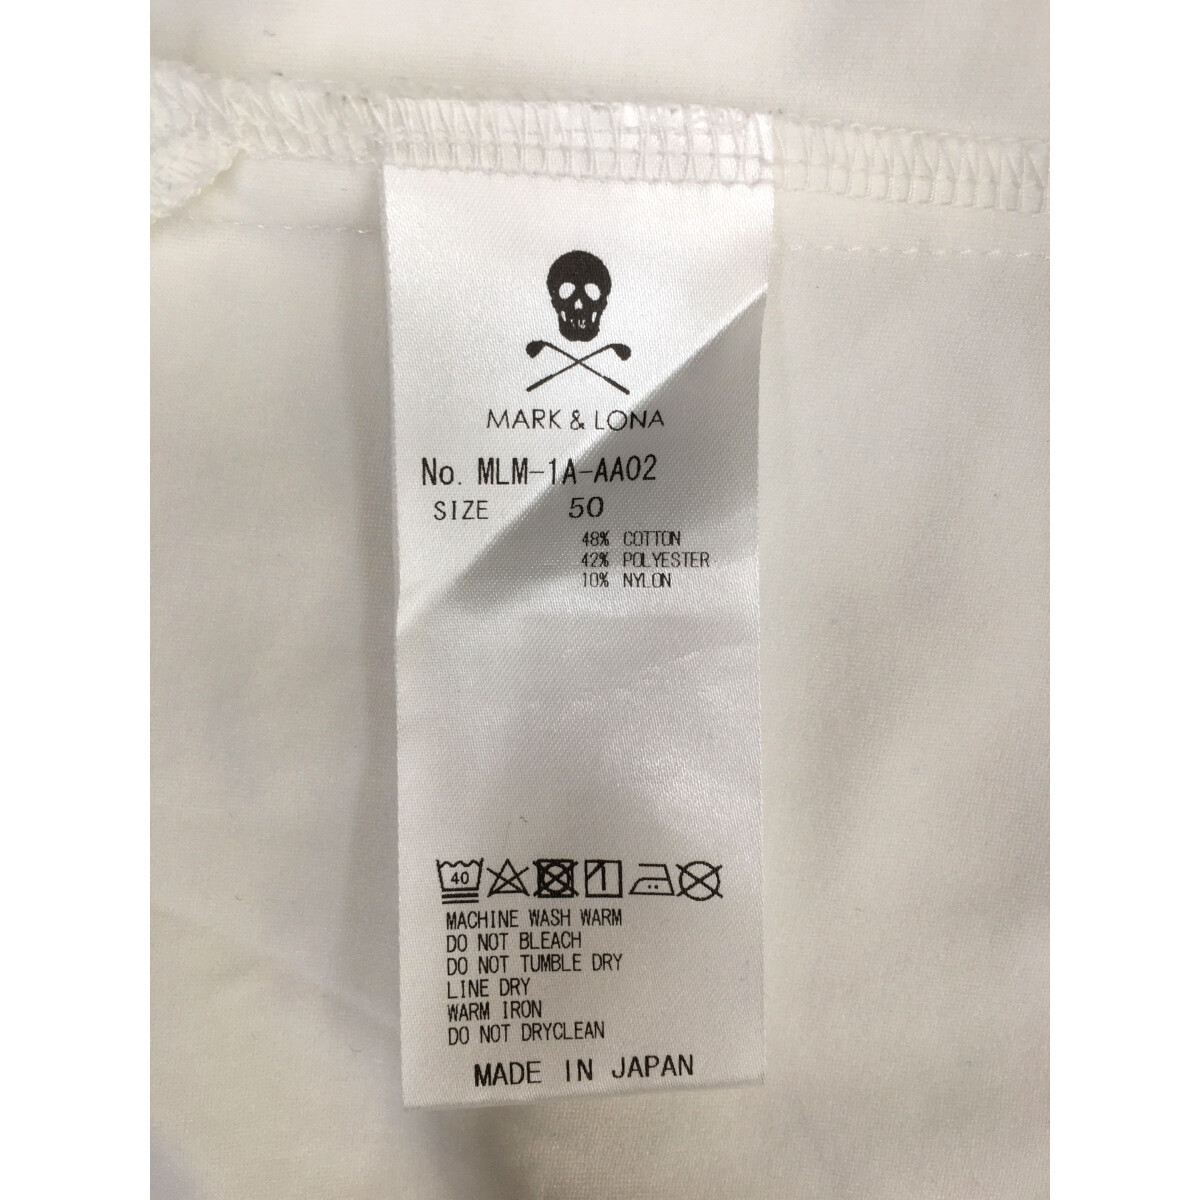 MARK & LONA
No. MLM-1A-AA02
SIZE 50
48% COTTON
42% POLYESTER
10% NYLON
40
MACHINE WASH WARM
DO NOT BLEACH
DO NOT TUMBLE DRY
LINE DRY
WARM IRON
DO NOT DRYCLEAN
MADE IN JAPAN